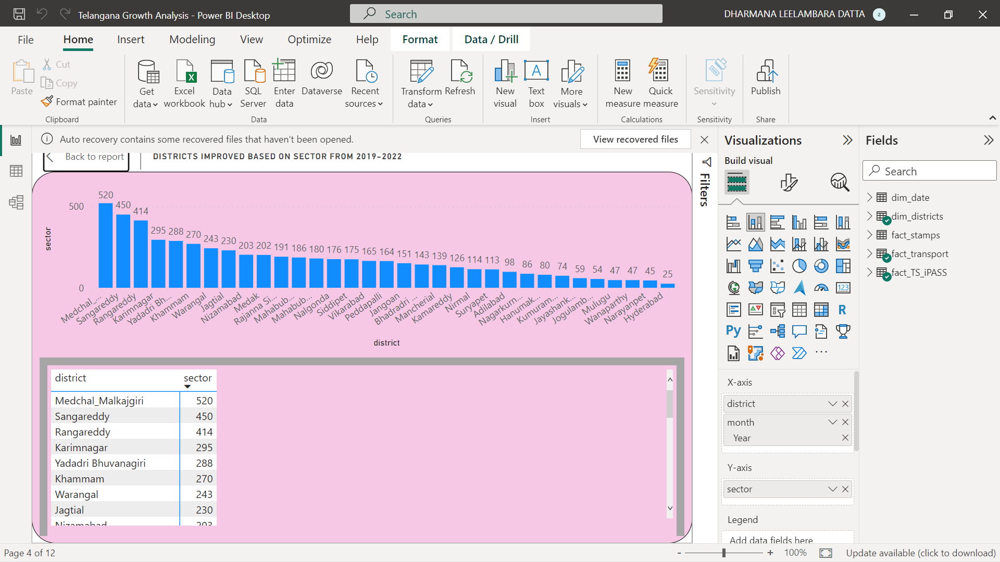 Telangana Growth Analysis - Power BI Desktop
Search
DHARMANA LEELAMBARA DATTA
2
File
Home
Insert
Modeling
View
Optimize
Help
Format
Data / Drill
Paste
Cut
Copy
Format painter
Clipboard
Get data
Excel workbook
Data hub
SQL Server
Enter data
Dataverse
Recent sources
Data
Transform data
Refresh
Queries
New visual
Text box
More visuals
Insert
New measure
Quick measure
Calculations
Sensitivity
Sensitivity
Publish
Share
Auto recovery contains some recovered files that haven't been opened.
View recovered files
Back to report
DISTRICTS IMPROVED BASED ON SECTOR FROM 2019-2022
sector
500
0
520 450 414 295 288 270 243 230 203 202 191 186 180 176 175 165 164 151 143 139 126 114 113 98 86 80 74 59 54 47 47 45 25
Medchal_...
Sangareddy
Rangareddy
Karimnagar
Yadadri Bh...
Khammam
Warangal
Jagtial
Nizamabad
Medak
Rajanna Si...
Mahabub...
Mahabub...
Nalgonda
Siddipet
Vikarabad
Peddapalli
Jangoan
Bhadradri ...
Mancherial
Kamareddy
Nirmal
Suryapet
Adilabad
Nagarkurn...
Hanumak...
Kumuram...
Jayashank...
Jogulamb...
Mulugu
Wanaparthy
Narayanpet
Hyderabad
district
district sector
Medchal_Malkajgiri 520
Sangareddy 450
Rangareddy 414
Karimnagar 295
Yadadri Bhuvanagiri 288
Khammam 270
Warangal 243
Jagtial 230
Nizamabad 203
Filters
Visualizations
Build visual
123
R
Py
X-axis
district
month
Year
Y-axis
sector
Legend
Add data fields here
Fields
Search
dim_date
dim_districts
fact_stamps
fact_transport
fact_TS_iPASS
Page 4 of 12
- + 100%
Update available (click to download)